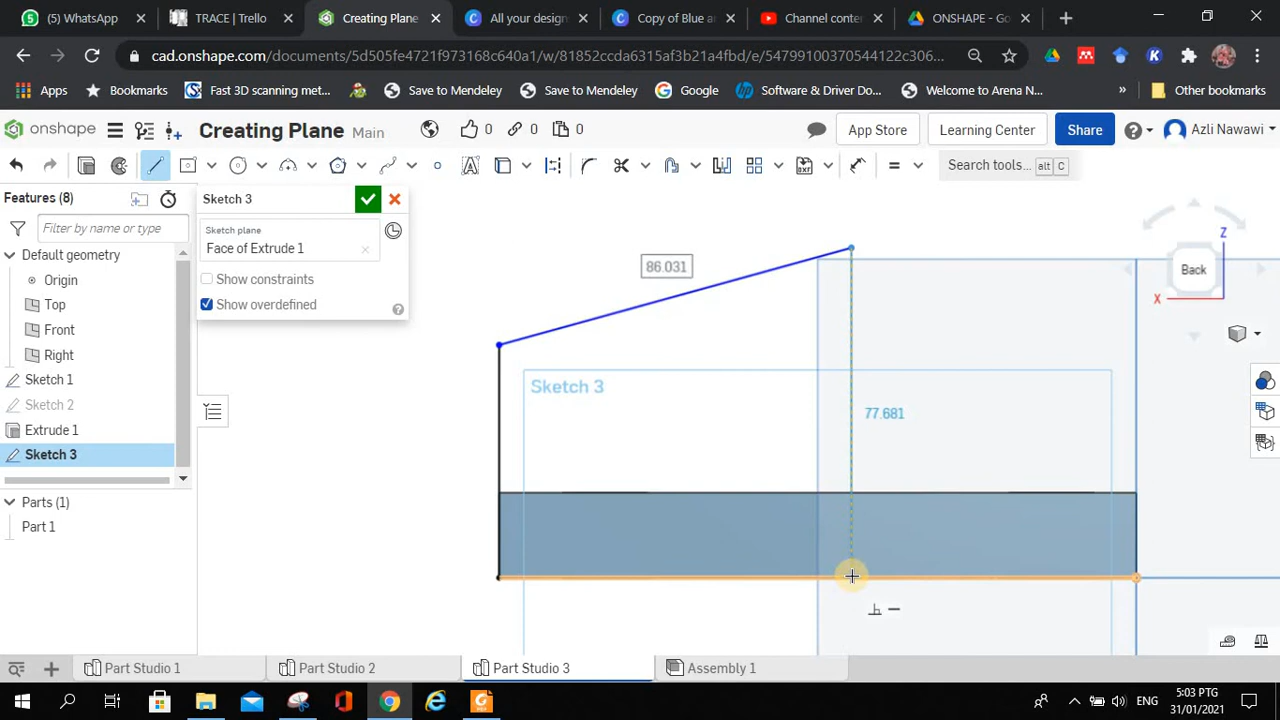 (5) WhatsApp
TRACE | Trello
Creating Plane
All your design
Copy of Blue a
Channel conte
ONSHAPE - Go
cad.onshape.com/documents/5d505fe4721f973168c640a1/w/81852ccda6315af3b21a4fbd/e/54799100370544122c306...
Apps
Bookmarks
Fast 3D scanning met...
Save to Mendeley
Save to Mendeley
Google
Software & Driver Do...
Welcome to Arena N...
»
Other bookmarks
onshape
Creating Plane Main
0
0
0
App Store
Learning Center
Share
Azli Nawawi
Search tools... alt C
Features (8)
Filter by name or type
Default geometry
Origin
Top
Front
Right
Sketch 1
Sketch 2
Extrude 1
Sketch 3
Parts (1)
Part 1
Sketch 3
Sketch plane
Face of Extrude 1
Show constraints
Show overdefined
86.031
77.681
Sketch 3
Z
Back
X
Part Studio 1
Part Studio 2
Part Studio 3
Assembly 1
ENG
5:03 PTG
31/01/2021